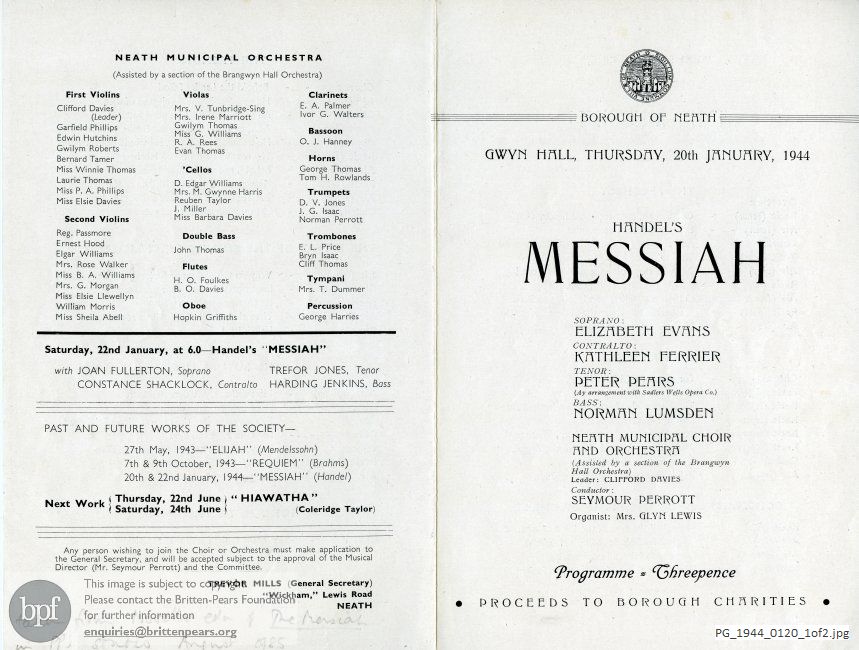 NEATH MUNICIPAL ORCHESTRA
(Assisted by a section of the Brangwyn Hall Orchestra)
First Violins
Clifford Davies
(Leader)
Garfield Phillips
Edwin Hutchins
Gwilym Roberts
Bernard Tamer
Miss Winnie Thomas
Laurie Thomas
Miss P. A. Phillips
Miss Elsie Davies
Second Violins
Reg. Passmore
Ernest Hood
Elgar Williams
Mrs. Rose Walker
Miss B. A. Williams
Mrs. G. Morgan
Miss Elsie Llewellyn
William Morris
Miss Sheila Abell
Violas
Mrs. V. Tunbridge-Sing
Mrs. Irene Marriott
Gwilym Thomas
Miss G. Williams
R. A. Rees
Evan Thomas
'Cellos
D. Edgar Williams
Mrs. M. Gwynne Harris
Reuben Taylor
J. Miller
Miss Barbara Davies
Double Bass
John Thomas
Flutes
H. O. Foulkes
B. O. Davies
Oboe
Hopkin Griffiths
Clarinets
E. A. Palmer
Ivor G. Walters
Bassoon
O. J. Hanney
Horns
George Thomas
Tom H. Rowlands
Trumpets
D. V. Jones
J. G. Isaac
Norman Perrott
Trombones
E. L. Price
Bryn Isaac
Cliff Thomas
Tympani
Mrs. T. Dummer
Percussion
George Harries
Saturday, 22nd January, at 6.0—Handel's "MESSIAH"
with JOAN FULLERTON, Soprano TREFOR JONES, Tenor
CONSTANCE SHACKLOCK, Contralto HARDING JENKINS, Bass
PAST AND FUTURE WORKS OF THE SOCIETY—
27th May, 1943—"ELIJAH" (Mendelssohn)
7th & 9th October, 1943—"REQUIEM" (Brahms)
20th & 22nd January, 1944—"MESSIAH" (Handel)
Next Work { Thursday, 22nd June } "HIAWATHA"
Saturday, 24th June (Coleridge Taylor)
Any person wishing to join the Choir or Orchestra must make application to
the General Secretary, and will be accepted subject to the approval of the Musical
Director (Mr. Seymour Perrott) and the Committee.
TREVOR MILLS (General Secretary)
"Wickham," Lewis Road
NEATH
bpf
This image is subject to copyright.
Please contact the Britten-Pears Foundation
for further information
enquiries@brittenpears.org
BOROUGH OF NEATH
GWYN HALL, THURSDAY, 20th JANUARY, 1944
HANDEL'S
MESSIAH
SOPRANO:
ELIZABETH EVANS
CONTRALTO:
KATHLEEN FERRIER
TENOR:
PETER PEARS
(By arrangement with Sadlers Wells Opera Co.)
BASS:
NORMAN LUMSDEN
NEATH MUNICIPAL CHOIR
AND ORCHESTRA
(Assisted by a section of the Brangwyn
Hall Orchestra)
Leader: CLIFFORD DAVIES
Conductor:
SEYMOUR PERROTT
Organist: Mrs. GLYN LEWIS
Programme - Threepence
• PROCEEDS TO BOROUGH CHARITIES •
PG_1944_0120_1of2.jpg